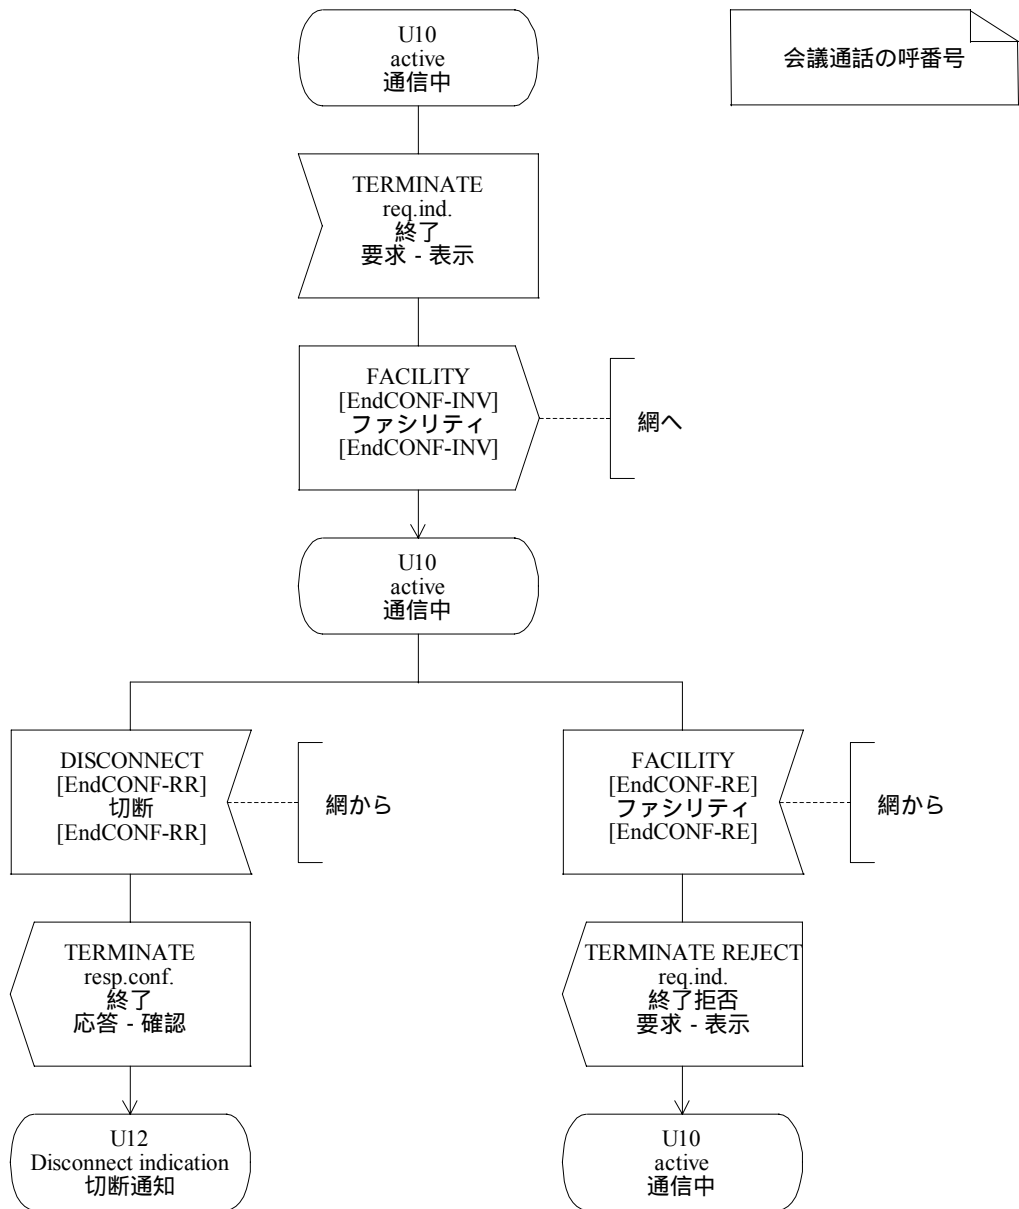 U10
active
通信中
会議通話の呼番号
TERMINATE
req.ind.
終了
要求 - 表示
FACILITY
[EndCONF-INV]
ファシリティ
[EndCONF-INV]
網へ
U10
active
通信中
DISCONNECT
[EndCONF-RR]
切断
[EndCONF-RR]
網から
FACILITY
[EndCONF-RE]
ファシリティ
[EndCONF-RE]
網から
TERMINATE
resp.conf.
終了
応答 - 確認
TERMINATE REJECT
req.ind.
終了拒否
要求 - 表示
U12
Disconnect indication
切断通知
U10
active
通信中